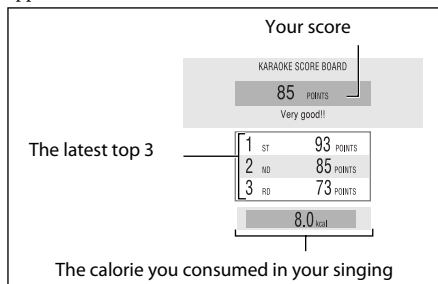 Your score
KARAOKE SCORE BOARD
85 POINTS
Very good!!
The latest top 3
1 ST 93 POINTS
2 ND 85 POINTS
3 RD 73 POINTS
8.0 kcal
The calorie you consumed in your singing